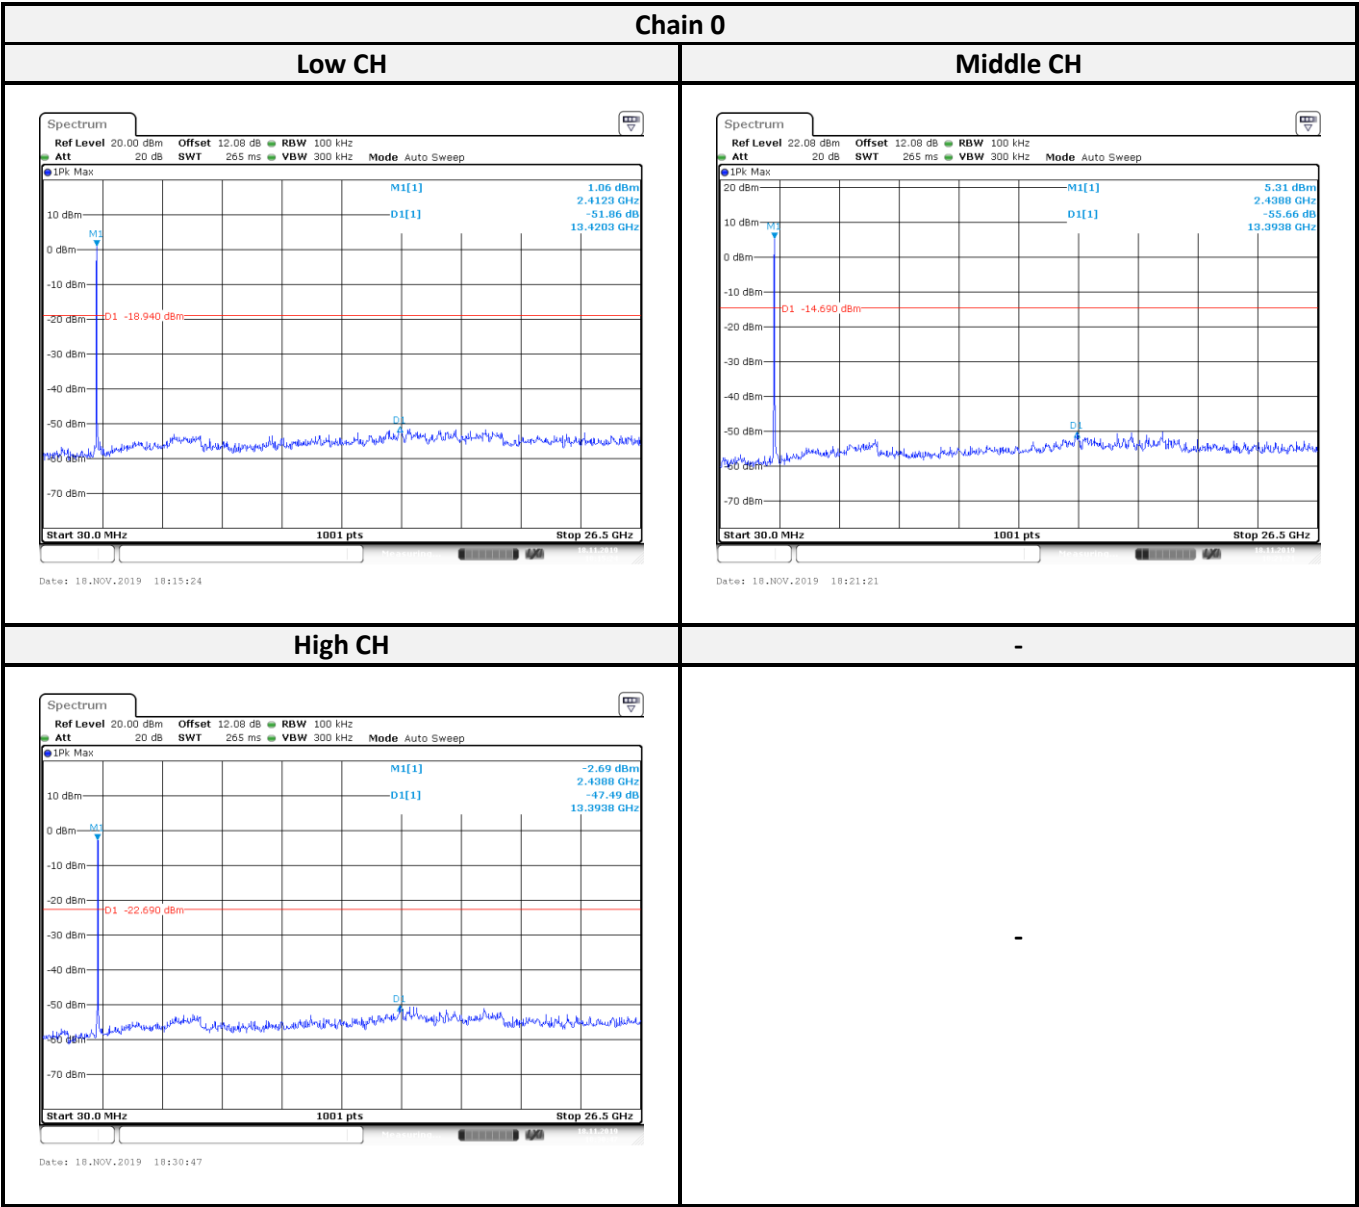 Chain 0
Low CH
Middle CH
Spectrum
Ref Level 20.00 dBm Offset 12.08 dB RBW 100 kHz
Att 20 dB SWT 265 ms VBW 300 kHz Mode Auto Sweep
1Pk Max
M1[1] 1.06 dBm
2.4123 GHz
10 dBm D1[1] -51.86 dB
13.4203 GHz
M1
0 dBm
-10 dBm
D1 -18.940 dBm
-20 dBm
-30 dBm
-40 dBm
D1
-50 dBm
-60 dBm
-70 dBm
Start 30.0 MHz 1001 pts Stop 26.5 GHz
Date: 18.NOV.2019 18:15:24
Spectrum
Ref Level 22.08 dBm Offset 12.08 dB RBW 100 kHz
Att 20 dB SWT 265 ms VBW 300 kHz Mode Auto Sweep
1Pk Max
20 dBm M1[1] 5.31 dBm
2.4388 GHz
D1[1] -55.66 dB
10 dBm 13.3938 GHz
M1
0 dBm
-10 dBm
D1 -14.690 dBm
-20 dBm
-30 dBm
-40 dBm
D1
-50 dBm
-60 dBm
-70 dBm
Start 30.0 MHz 1001 pts Stop 26.5 GHz
Date: 18.NOV.2019 18:21:21
High CH
-
Spectrum
Ref Level 20.00 dBm Offset 12.08 dB RBW 100 kHz
Att 20 dB SWT 265 ms VBW 300 kHz Mode Auto Sweep
1Pk Max
M1[1] -2.69 dBm
2.4388 GHz
10 dBm D1[1] -47.49 dB
13.3938 GHz
M1
0 dBm
-10 dBm
-20 dBm
D1 -22.690 dBm
-30 dBm
-40 dBm
D1
-50 dBm
-60 dBm
-70 dBm
Start 30.0 MHz 1001 pts Stop 26.5 GHz
Date: 18.NOV.2019 18:30:47
-